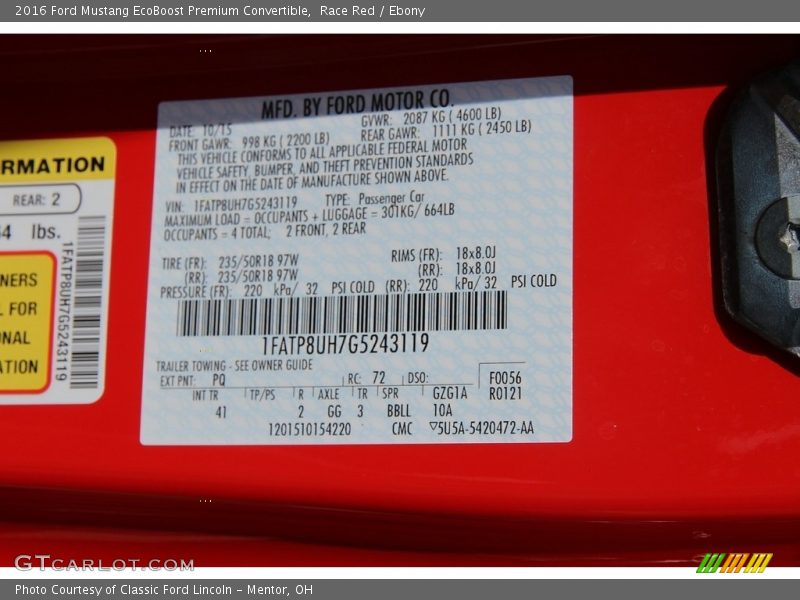 2016 Ford Mustang EcoBoost Premium Convertible, Race Red / Ebony
RMATION
REAR: 2
4 lbs.
NERS
L FOR
NAL
ATION
1FATP8UH7G5243119
MFD. BY FORD MOTOR CO.
DATE: 10/15 GVWR: 2087 KG ( 4600 LB)
FRONT GAWR: 998 KG ( 2200 LB) REAR GAWR: 1111 KG ( 2450 LB)
THIS VEHICLE CONFORMS TO ALL APPLICABLE FEDERAL MOTOR
VEHICLE SAFETY, BUMPER, AND THEFT PREVENTION STANDARDS
IN EFFECT ON THE DATE OF MANUFACTURE SHOWN ABOVE.
VIN: 1FATP8UH7G5243119 TYPE: Passenger Car
MAXIMUM LOAD = OCCUPANTS + LUGGAGE = 301KG/ 664LB
OCCUPANTS = 4 TOTAL; 2 FRONT, 2 REAR
TIRE (FR): 235/50R18 97W RIMS (FR): 18x8.0J
(RR): 235/50R18 97W (RR): 18x8.0J
PRESSURE (FR): 220 kPa/ 32 PSI COLD (RR): 220 kPa/ 32 PSI COLD
1FATP8UH7G5243119
TRAILER TOWING - SEE OWNER GUIDE
EXT PNT: PQ RC: 72 DSO: F0056
INT TR TP/PS R AXLE TR SPR GZG1A R0121
41 2 GG 3 BBLL 10A
1201510154220 CMC ▽5U5A-5420472-AA
GTCARLOT.COM
Photo Courtesy of Classic Ford Lincoln – Mentor, OH